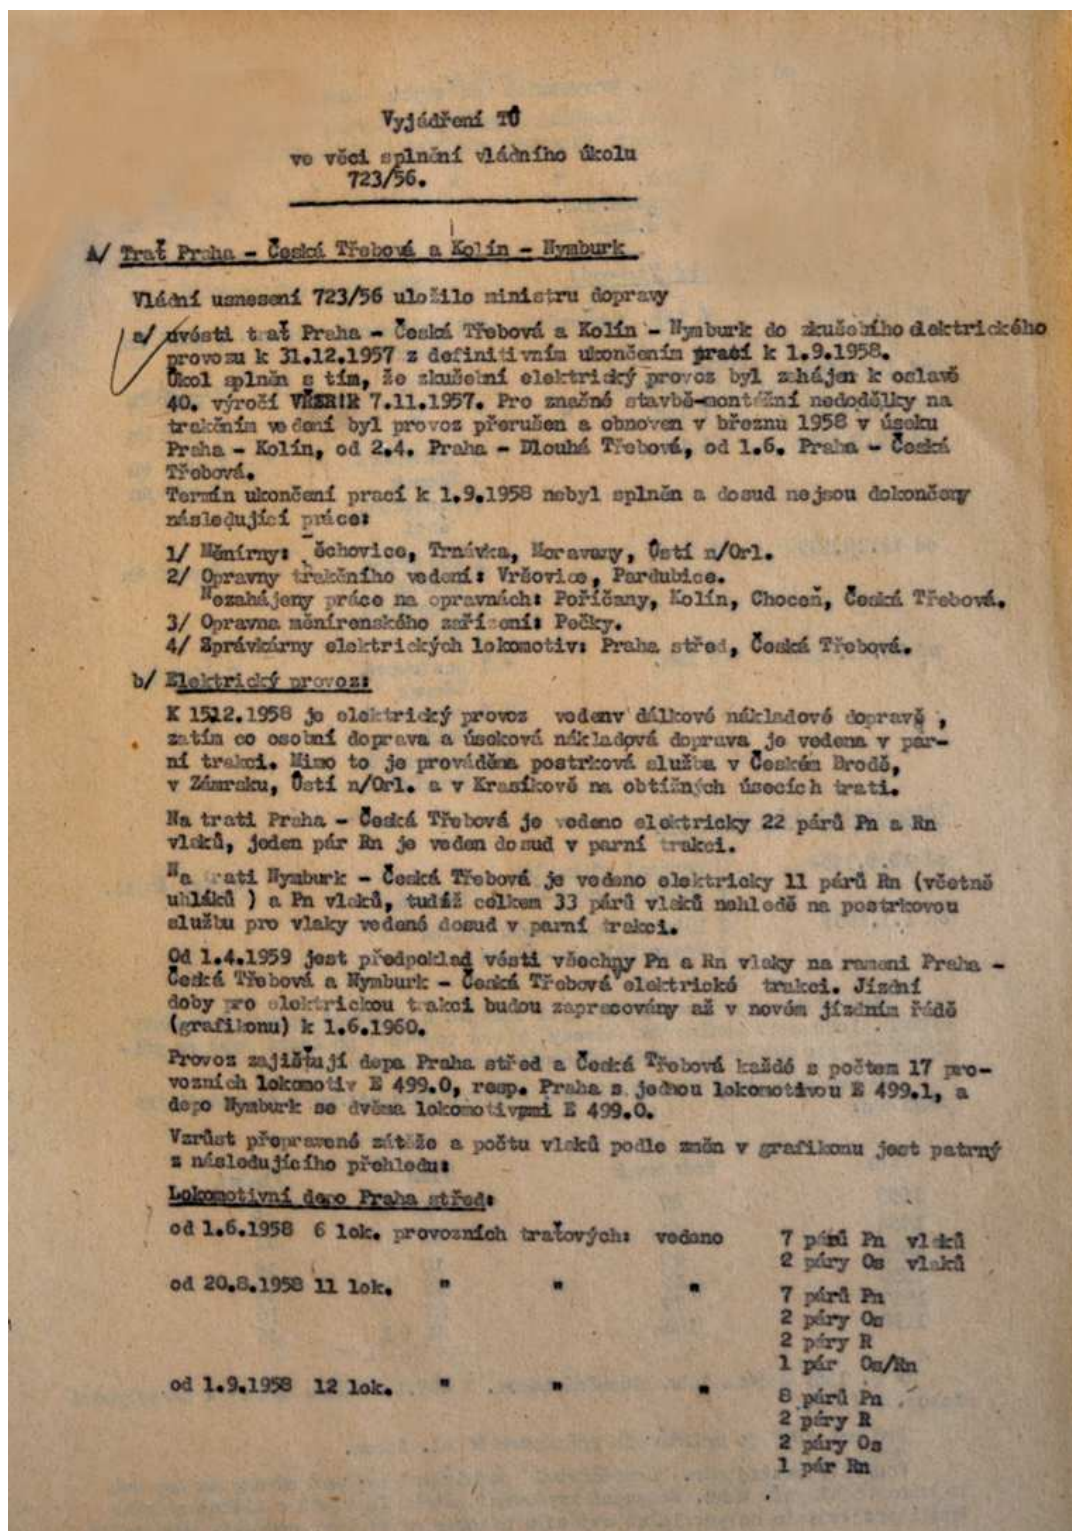 Vyjádření TÚ
ve věci splnění vládního úkolu
723/56.
A/ Trať Praha - Česká Třebová a Kolín - Nymburk
Vládní usnesení 723/56 uložilo ministru dopravy
a/ uvésti trať Praha - Česká Třebová a Kolín - Nymburk do zkušebního elektrického
provozu k 31.12.1957 z definitivním ukončením prací k 1.9.1958.
Úkol splněn s tím, že zkušební elektrický provoz byl zahájen k oslavě
40. výročí VŘSR 7.11.1957. Pro značné stavbě-montážní nedodělky na
trakčním vedení byl provoz přerušen a obnoven v březnu 1958 v úseku
Praha - Kolín, od 2.4. Praha - Dlouhá Třebová, od 1.6. Praha - Česká
Třebová.
Termín ukončení prací k 1.9.1958 nebyl splněn a dosud nejsou dokončeny
následující práce:
1/ Měnírny: Běchovice, Trnávka, Moravany, Ústí n/Orl.
2/ Opravny trakčního vedení: Vršovice, Pardubice.
Nezahájeny práce na opravnách: Poříčany, Kolín, Choceň, Česká Třebová.
3/ Opravna měnírenského zařízení: Pečky.
4/ Správkárny elektrických lokomotiv: Praha střed, Česká Třebová.
b/ Elektrický provoz:
K 1512.1958 je elektrický provoz vedenv dálkové nákladové dopravě ,
zatím co osobní doprava a úseková nákladová doprava je vedena v par-
ní trakci. Mimo to je prováděna postrková služba v Českém Brodě,
v Zámrsku, Ústí n/Orl. a v Krasíkově na obtížných úsecích trati.
Na trati Praha - Česká Třebová je vedeno elektricky 22 párů Pn a Rn
vlaků, jeden pár Rn je veden dosud v parní trakci.
Na trati Nymburk - Česká Třebová je vedeno elektricky 11 párů Rn (včetně
uhláků ) a Pn vlaků, tudáž celkem 33 párů vlaků nehledě na postrkovou
službu pro vlaky vedené dosud v parní trakci.
Od 1.4.1959 jest předpoklad vésti všechny Pn a Rn vlaky na rameni Praha -
Česká Třebová a Nymburk - Česká Třebová elektrické trakci. Jízdní
doby pro elektrickou trakci budou zapracovány až v novém jízdním řádě
(grafikonu) k 1.6.1960.
Provoz zajišťují depa Praha střed a Česká Třebová každé s počtem 17 pro-
vozních lokomotiv E 499.0, resp. Praha s jednou lokomotivou E 499.1, a
depo Nymburk se dvěma lokomotivami E 499.0.
Vzrůst přepravené zátěže a počtu vlaků podle změn v grafikonu jest patrný
z následujícího přehledu:
Lokomotivní depo Praha střed:
od 1.6.1958 6 lok. provozních traťových: vedeno 7 párů Pn vlaků
2 páry Os vlaků
od 20.8.1958 11 lok. " " " 7 párů Pn
2 páry Os
2 páry R
1 pár Os/Rn
od 1.9.1958 12 lok. " " " 8 párů Pn
2 páry R
2 páry Os
1 pár Rn